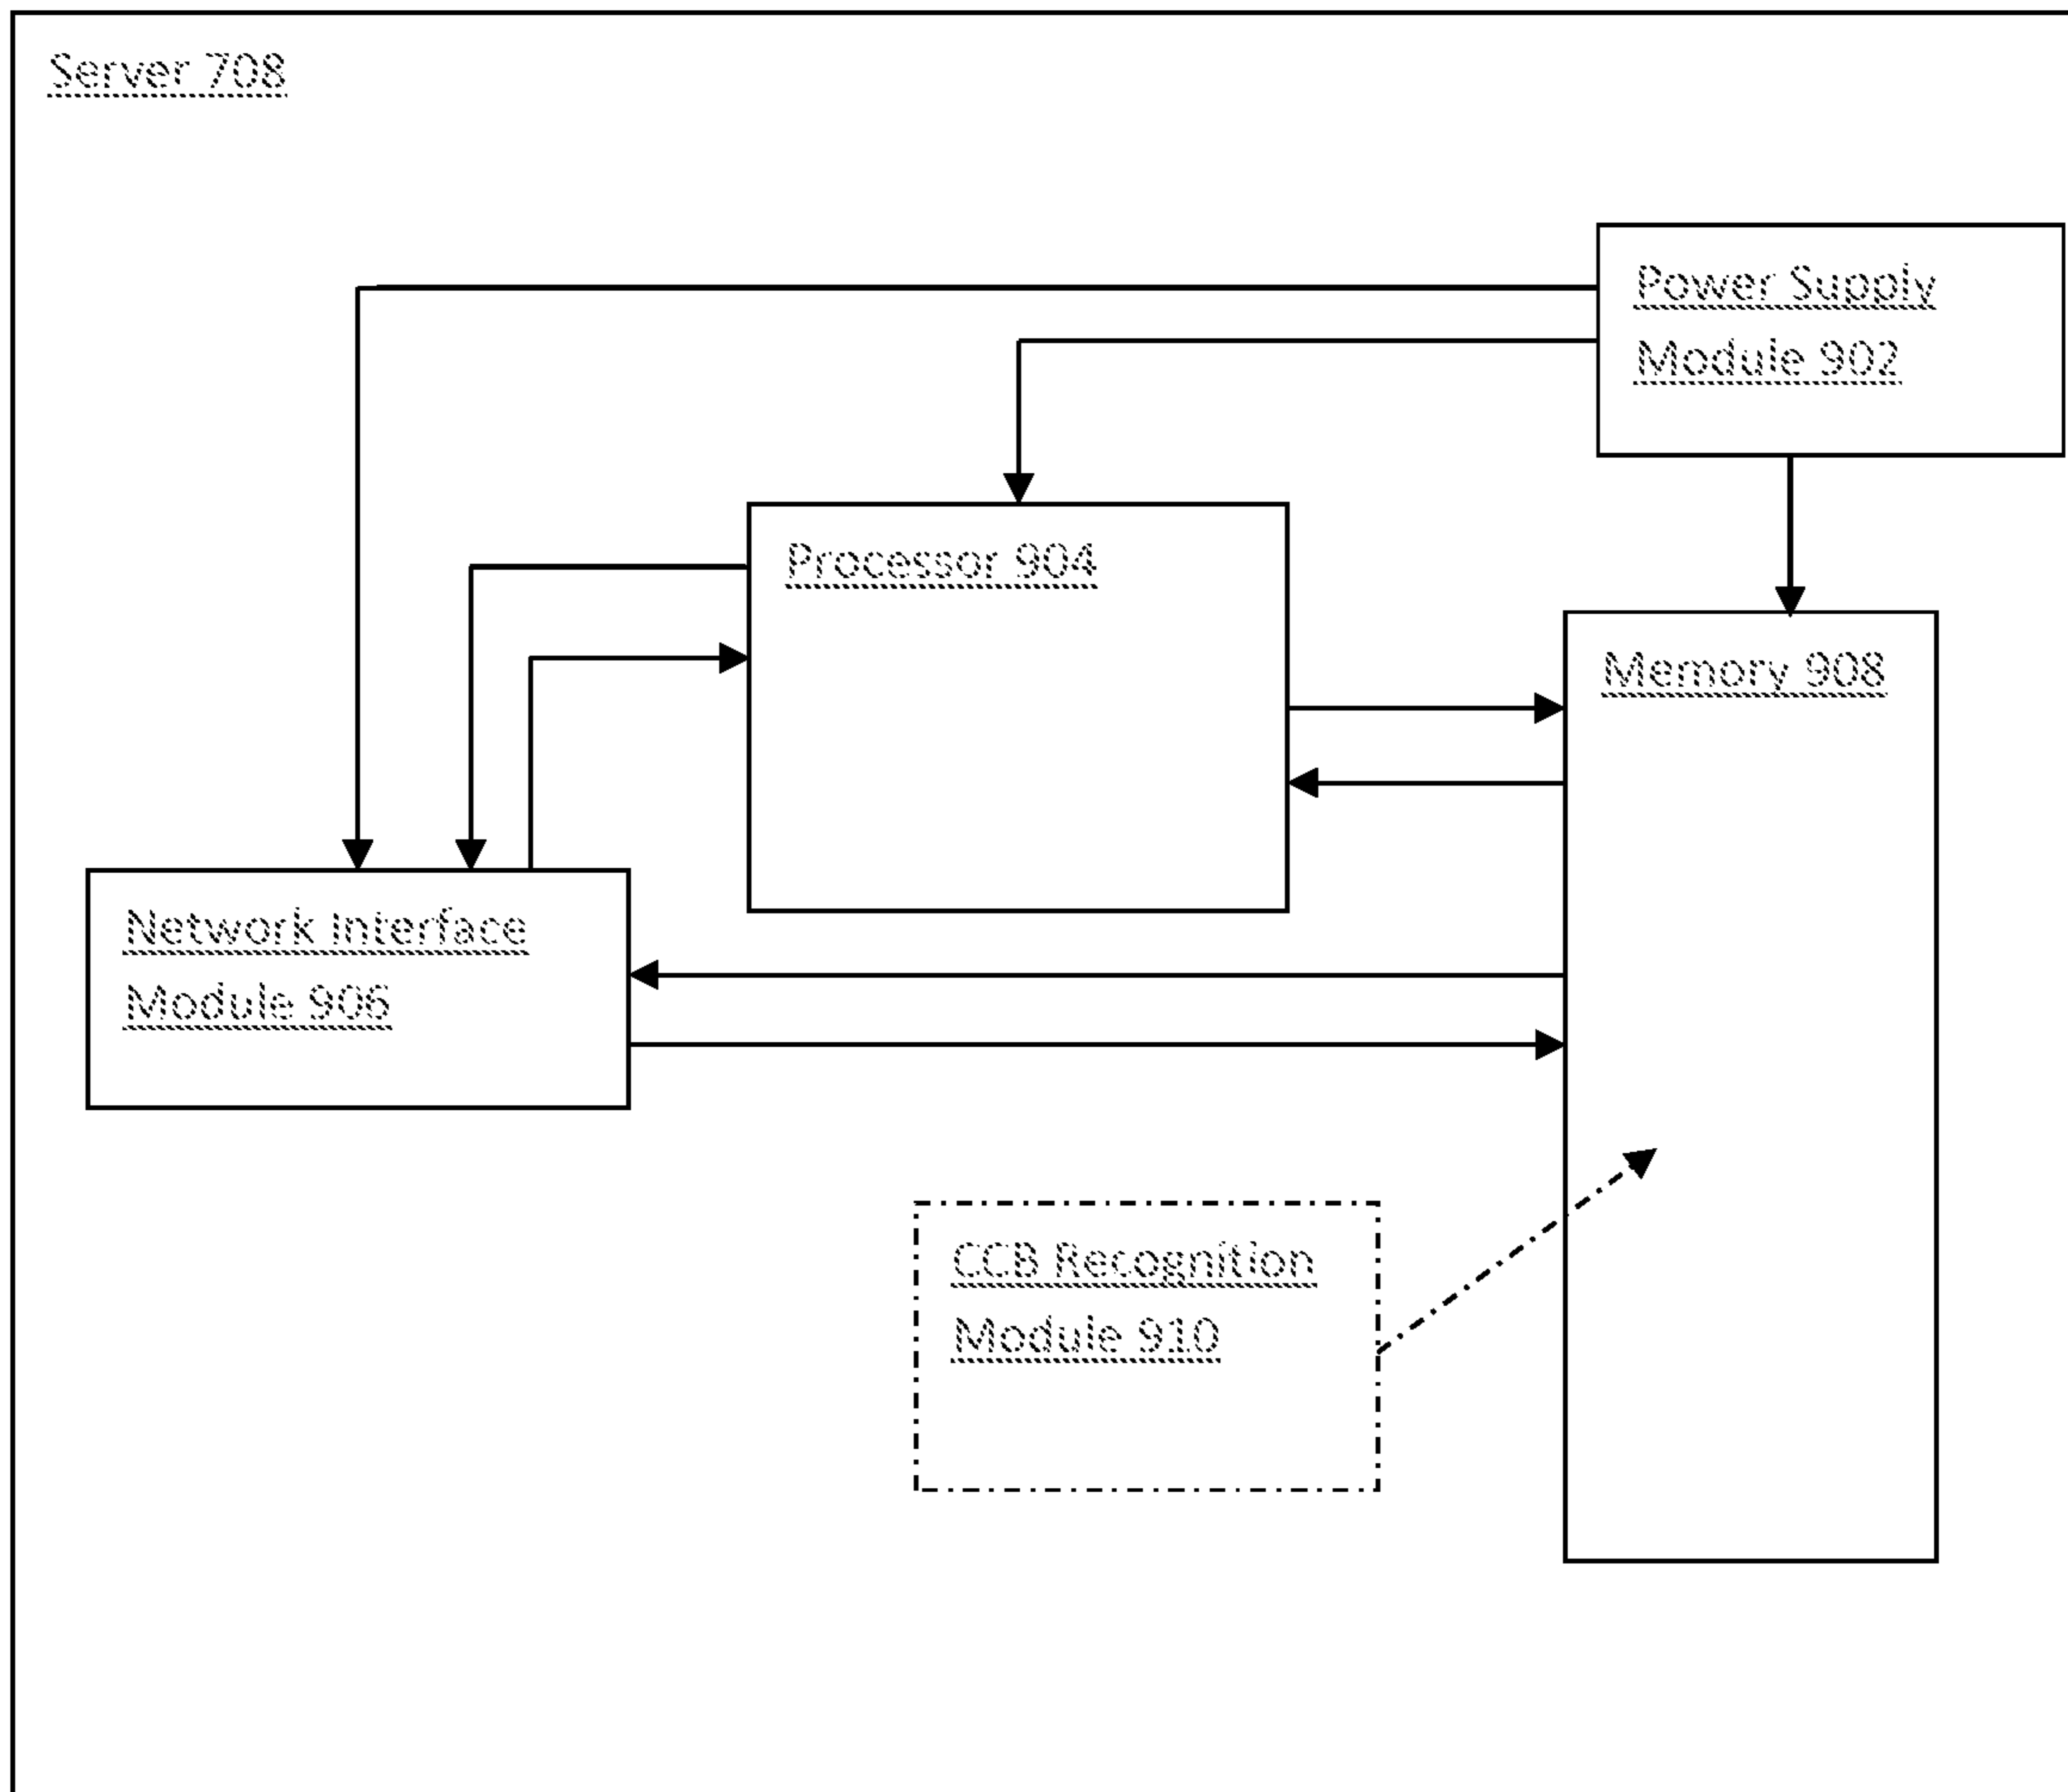 Server 708
Power Supply
Module 902
Processor 904
Memory 908
Network Interface
Module 906
CCB Recognition
Module 910